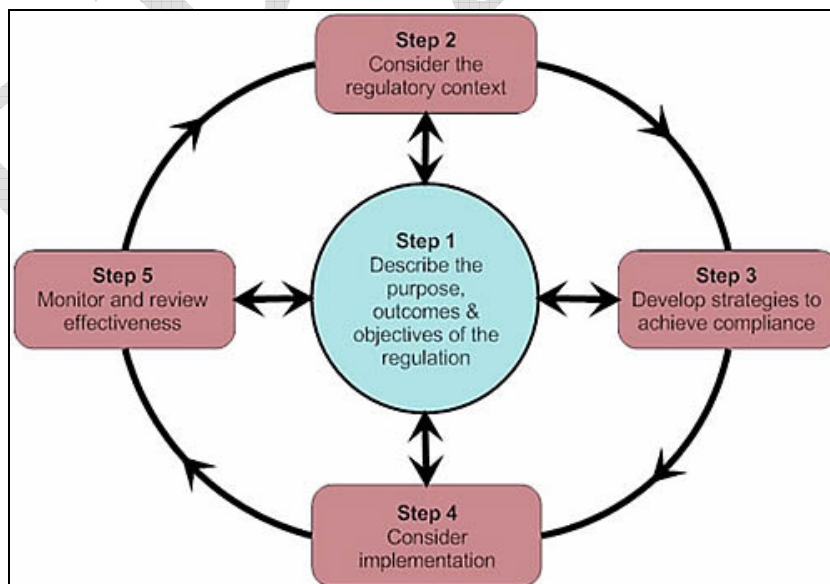 Step 1
Describe the
purpose,
outcomes &
objectives of the
regulation
Step 2
Consider the
regulatory context
Step 3
Develop strategies to
achieve compliance
Step 4
Consider
implementation
Step 5
Monitor and review
effectiveness